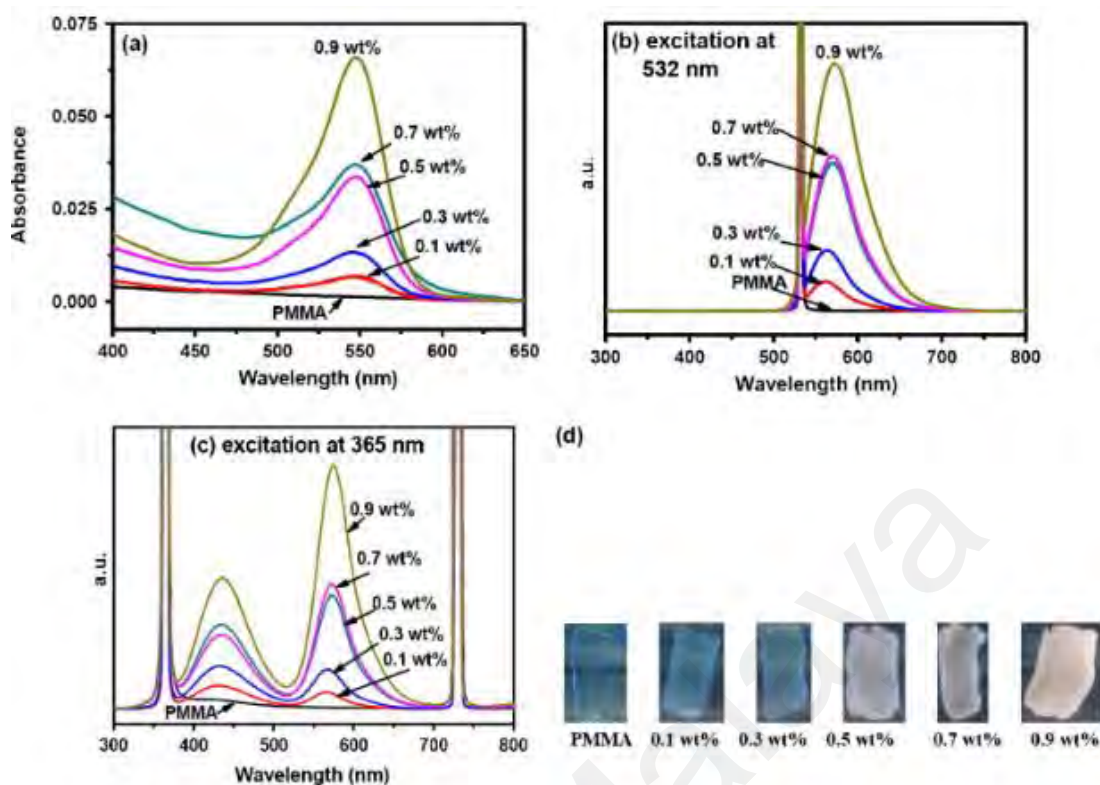 (a)
0.9 wt%
0.7 wt%
0.5 wt%
0.3 wt%
0.1 wt%
PMMA
0.075
0.050
0.025
0.000
Absorbance
400 450 500 550 600 650
Wavelength (nm)
(b) excitation at
532 nm
0.9 wt%
0.7 wt%
0.5 wt%
0.3 wt%
0.1 wt%
PMMA
a.u.
300 400 500 600 700 800
Wavelength (nm)
(c) excitation at 365 nm
0.9 wt%
0.7 wt%
0.5 wt%
0.3 wt%
0.1 wt%
PMMA
a.u.
300 400 500 600 700 800
Wavelength (nm)
(d)
PMMA 0.1 wt% 0.3 wt% 0.5 wt% 0.7 wt% 0.9 wt%